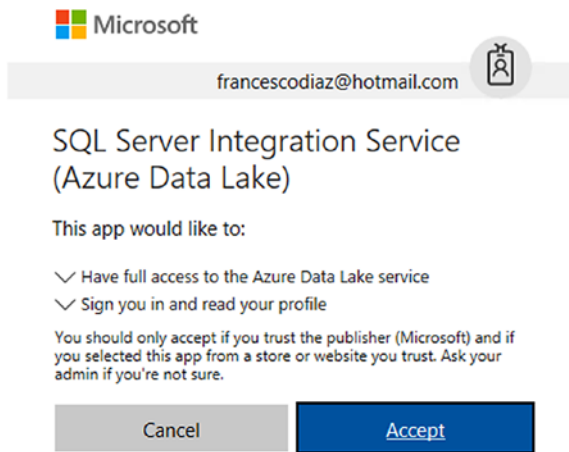 Microsoft
francescodiaz@hotmail.com
SQL Server Integration Service
(Azure Data Lake)
This app would like to:
Have full access to the Azure Data Lake service
Sign you in and read your profile
You should only accept if you trust the publisher (Microsoft) and if
you selected this app from a store or website you trust. Ask your
admin if you're not sure.
Cancel
Accept